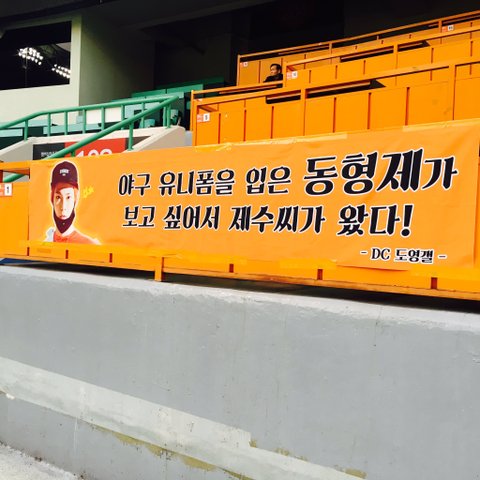 야구 유니폼을 입은 동형제가
보고 싶어서 제수씨가 왔다!
- DC 도영갤 -